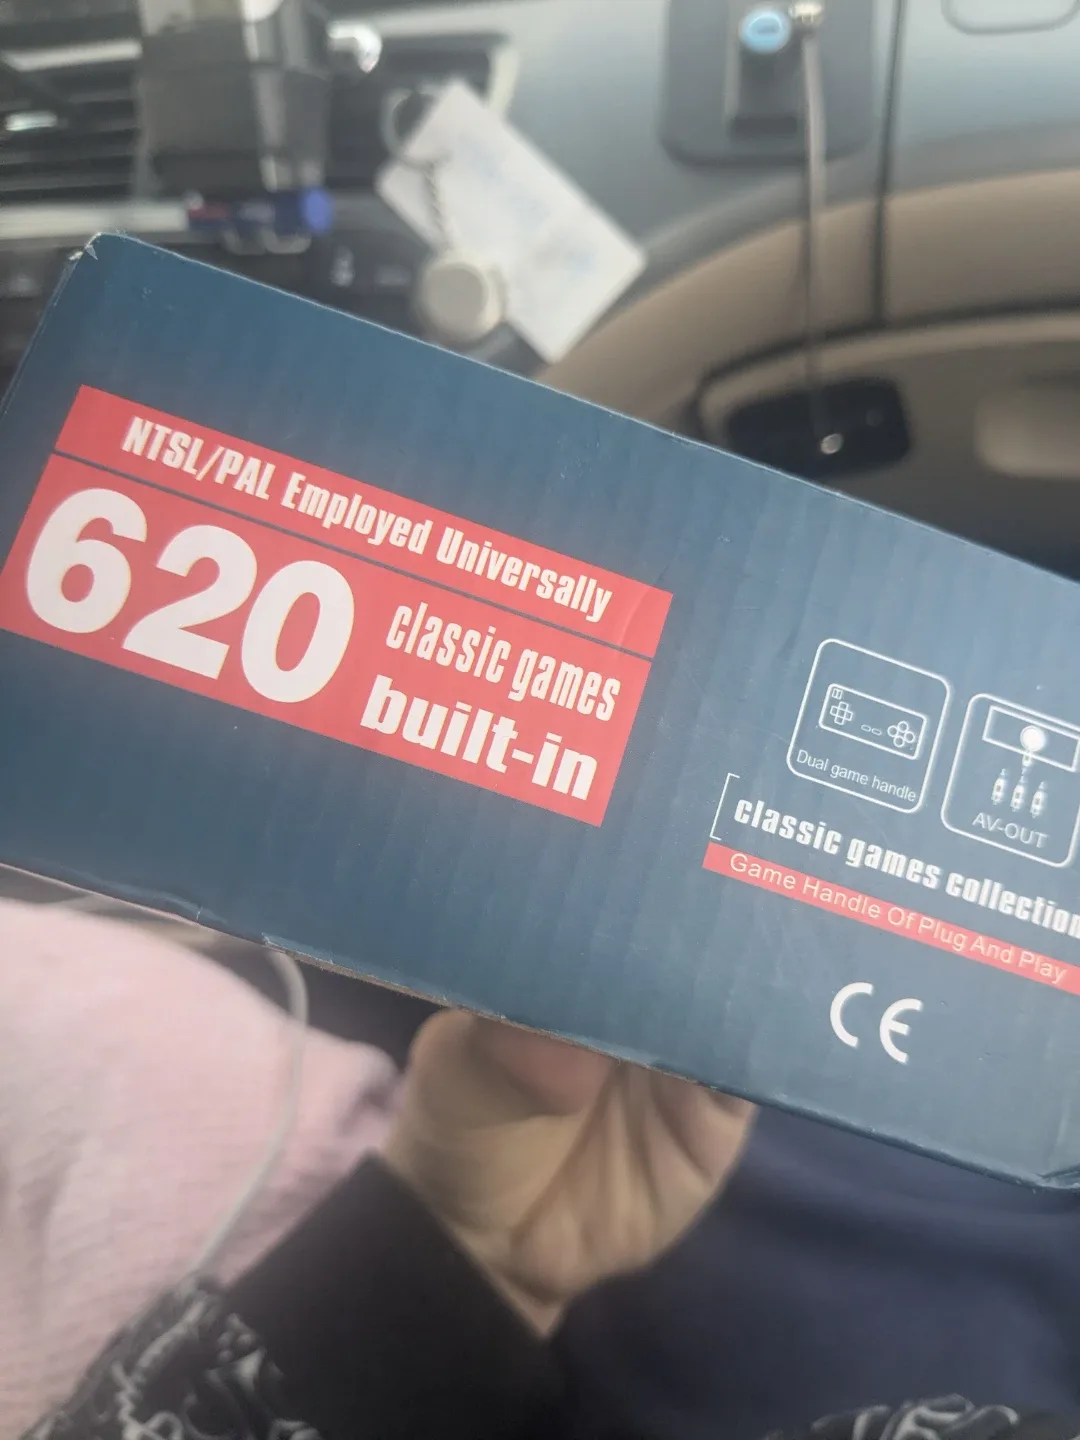 NTSL/PAL Employed Universally
620
classic games
built-in
Dual game handle
AV-OUT
classic games collection
Game Handle Of Plug And Play
CE